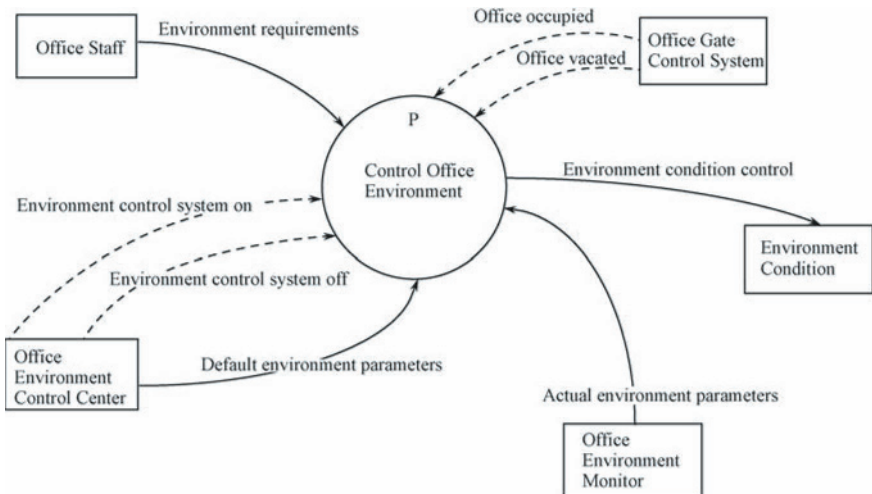 Office Staff
Environment requirements
Office occupied
Office vacated
Office Gate
Control System
P
Control Office
Environment
Environment condition control
Environment control system on
Environment
Condition
Environment control system off
Office
Environment
Control Center
Default environment parameters
Actual environment parameters
Office
Environment
Monitor